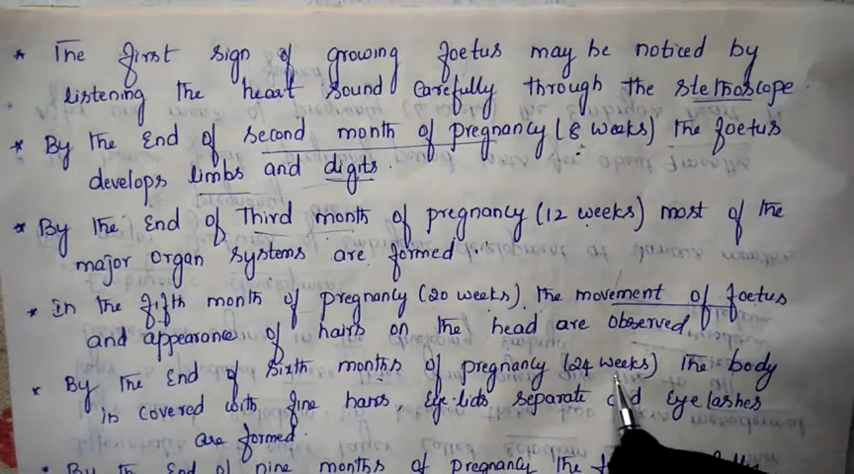 * The first sign of growing foetus may be noticed by
listening the heart sound carefully through the stethoscope
* By the End of second month of pregnancy (8 weeks) the foetus
develops limbs and digits.
* By the End of Third month of pregnancy (12 weeks) most of the
major organ systems are formed.
* In the fifth month of pregnancy (20 weeks) the movement of foetus
and appearance of hairs on the head are observed
* By the End of Sixth months of pregnancy (24 weeks) the body
is covered with fine hairs, Eye-lids separate and Eyelashes
are formed.
* By the End of nine months of pregnancy the